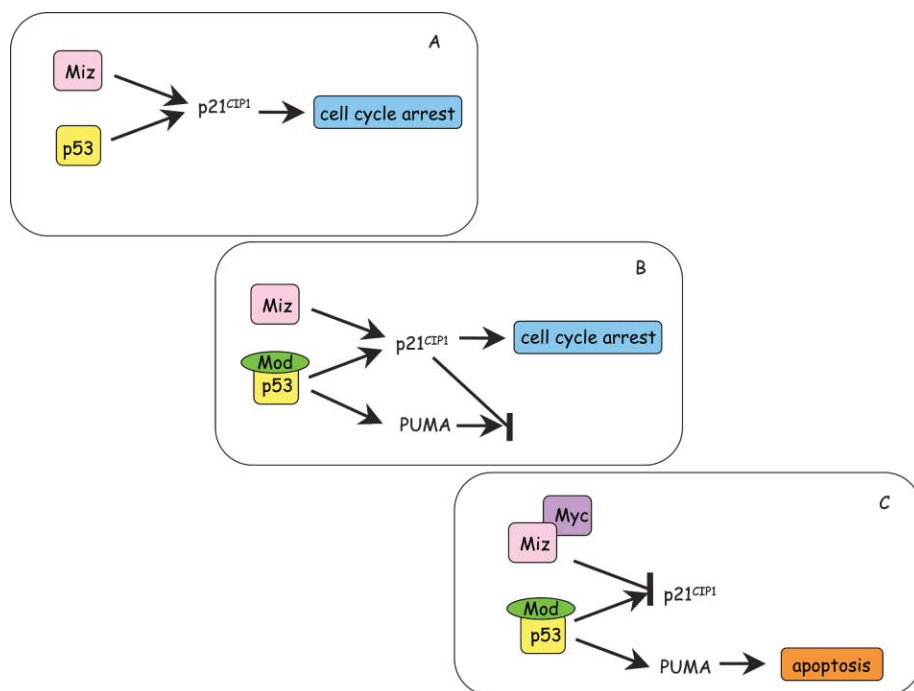 A
Miz
p21CIP1
cell cycle arrest
p53
B
Miz
p21CIP1
cell cycle arrest
Mod
p53
PUMA
C
Myc
Miz
p21CIP1
Mod
p53
PUMA
apoptosis